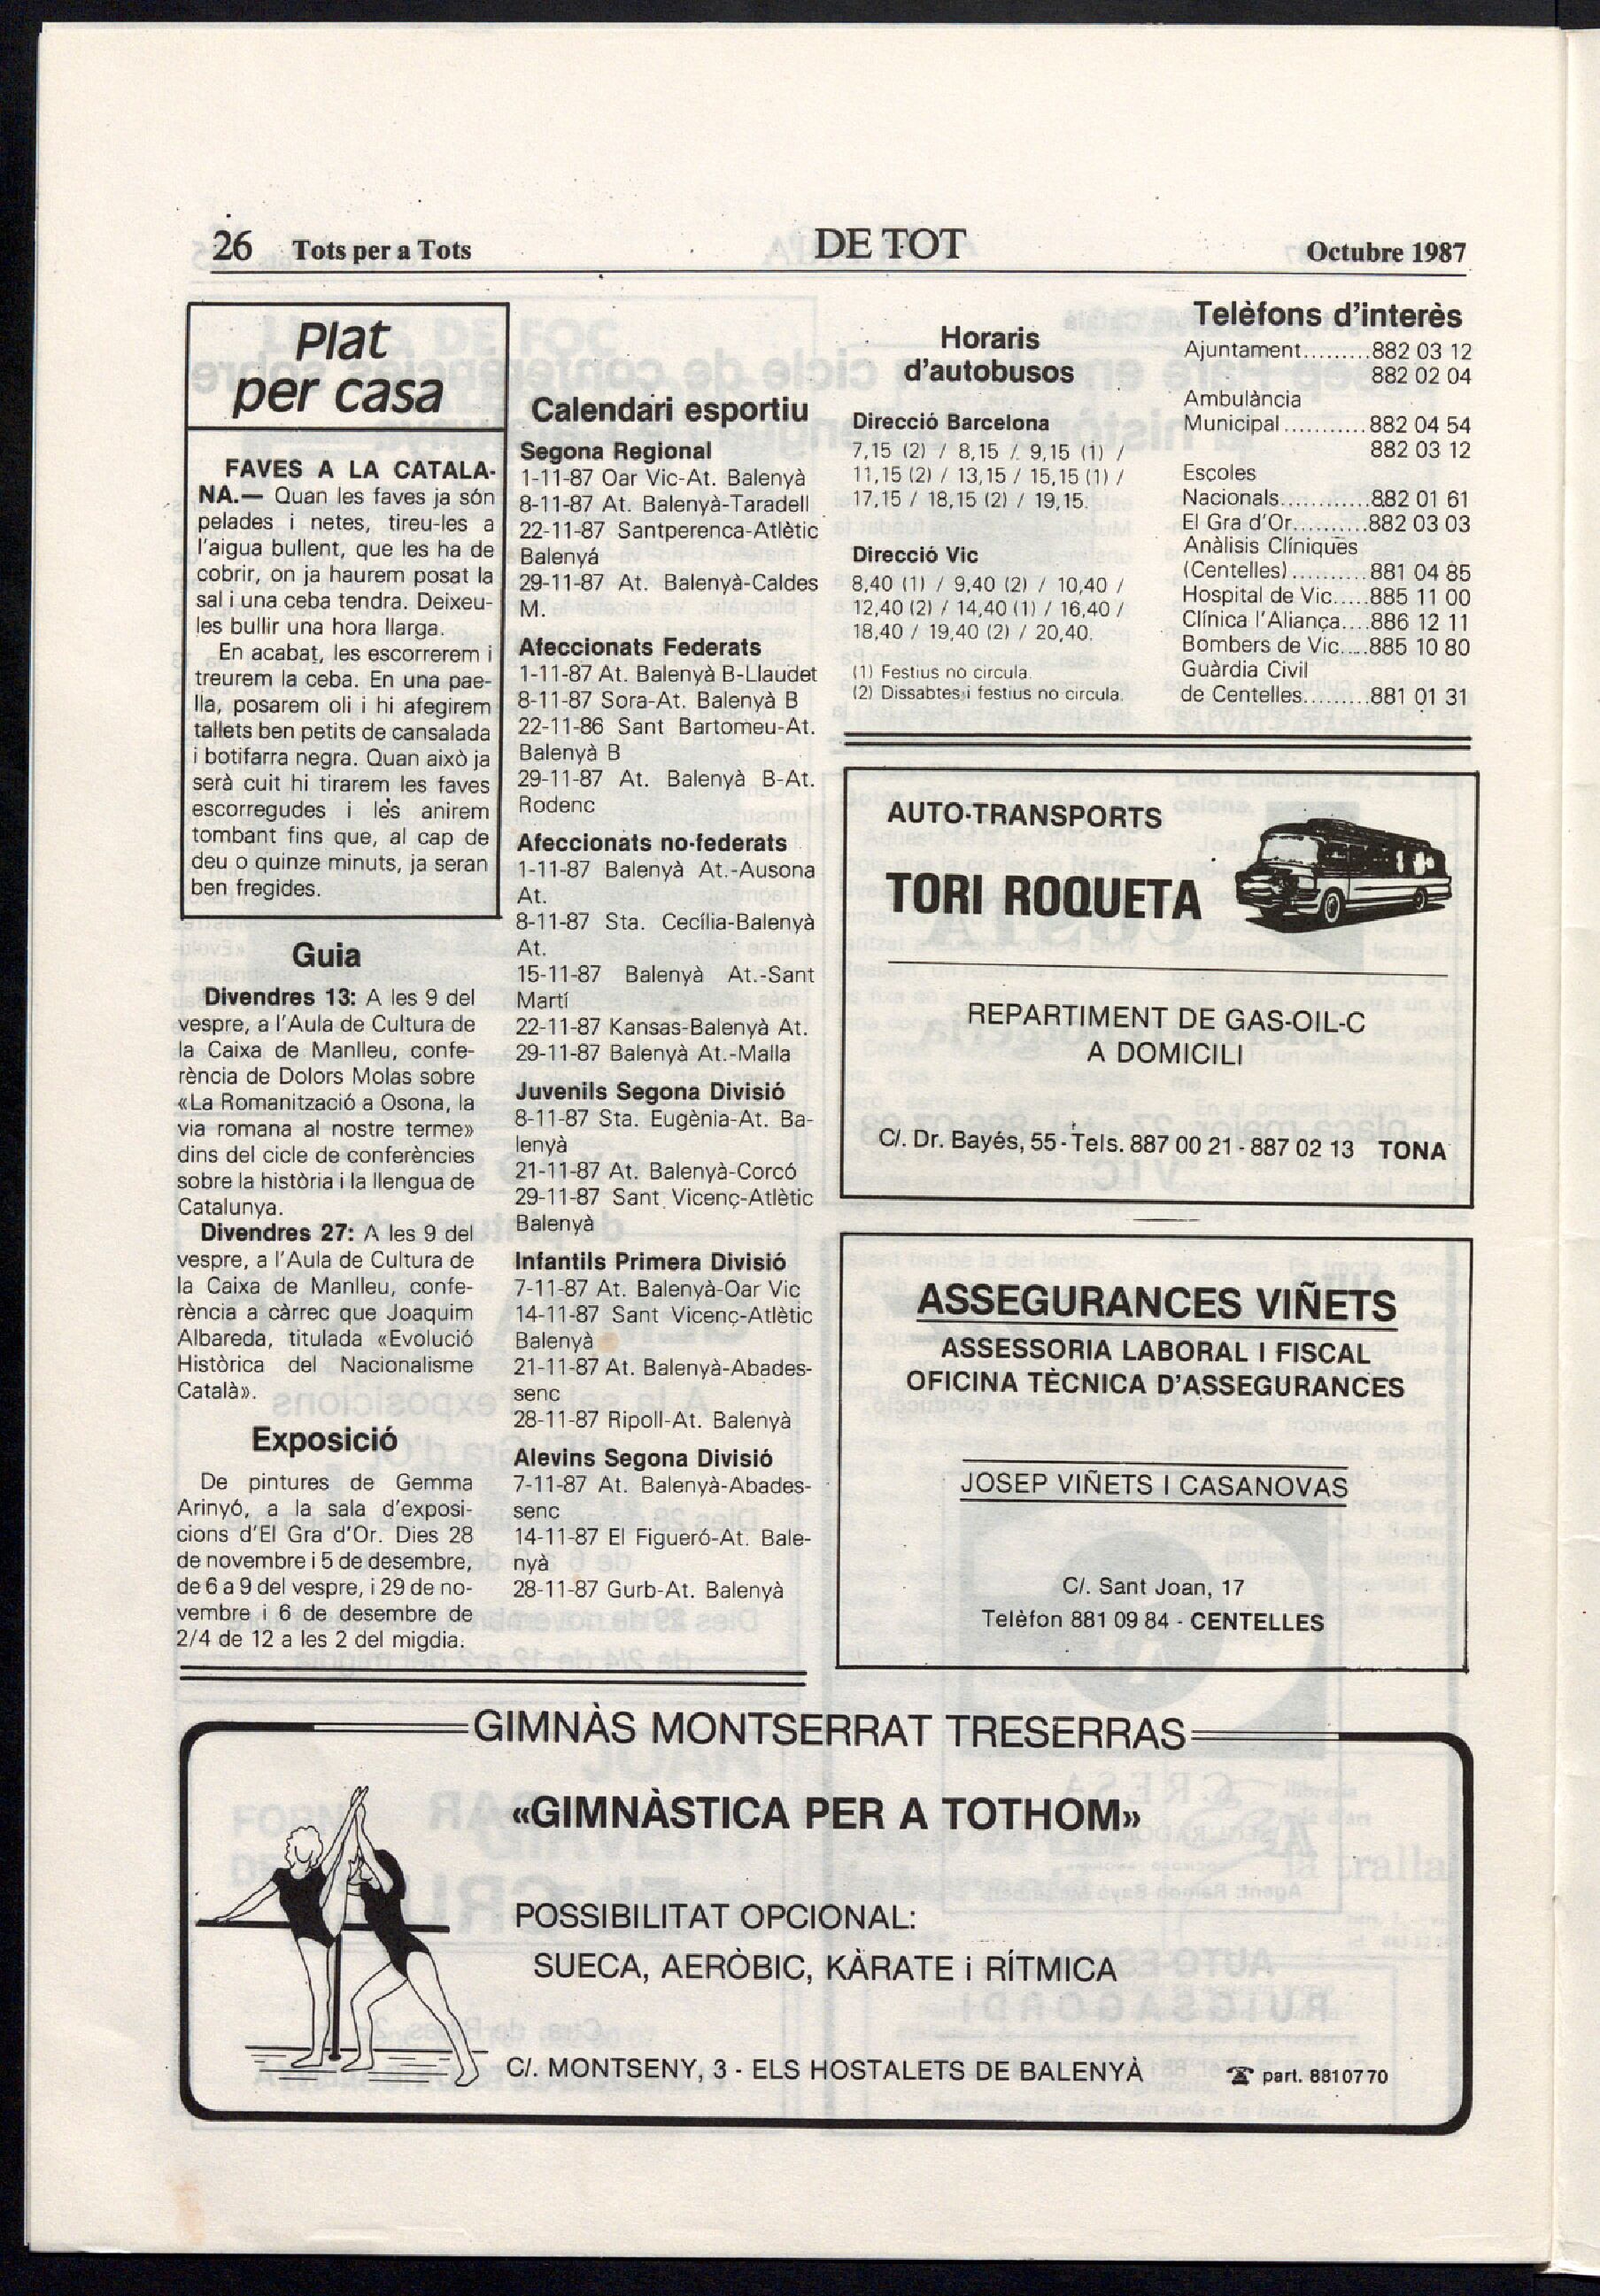 26 Tots per a Tots DE TOT Octubre 1987
Plat
per casa
FAVES A LA CATALA-
NA.— Quan les faves ja són
pelades i netes, tireu-les a
l'aigua bullent, que les ha de
cobrir, on ja haurem posat la
sal i una ceba tendra. Deixeu-
les bullir una hora llarga.
En acabat, les escorrerem i
treurem la ceba. En una pae-
lla, posarem oli i hi afegirem
tallets ben petits de cansalada
i botifarra negra. Quan això ja
serà cuit hi tirarem les faves
escorregudes i les anirem
tombant fins que, al cap de
deu o quinze minuts, ja seran
ben fregides.
Guia
Divendres 13: A les 9 del
vespre, a l'Aula de Cultura de
la Caixa de Manlleu, confe-
rència de Dolors Molas sobre
«La Romanització a Osona, la
via romana al nostre terme»
dins del cicle de conferències
sobre la història i la llengua de
Catalunya.
Divendres 27: A les 9 del
vespre, a l'Aula de Cultura de
la Caixa de Manlleu, confe-
rència a càrrec que Joaquim
Albareda, titulada «Evolució
Històrica del Nacionalisme
Català».
Exposició
De pintures de Gemma
Arinyó, a la sala d'exposi-
cions d'El Gra d'Or. Dies 28
de novembre i 5 de desembre,
de 6 a 9 del vespre, i 29 de no-
vembre i 6 de desembre de
2/4 de 12 a les 2 del migdia.
Calendari esportiu
Segona Regional
1-11-87 Oar Vic-At. Balenyà
8-11-87 At. Balenyà-Taradell
22-11-87 Santperenca-Atlètic
Balenyá
29-11-87 At. Balenyà-Caldes
M.
Afeccionats Federats
1-11-87 At. Balenyà B-Llaudet
8-11-87 Sora-At. Balenyà B
22-11-86 Sant Bartomeu-At.
Balenyà B
29-11-87 At. Balenyà B-At.
Rodenc
Afeccionats no-federats
1-11-87 Balenyà At.-Ausona
At.
8-11-87 Sta. Cecília-Balenyà
At.
15-11-87 Balenyà At.-Sant
Martí
22-11-87 Kansas-Balenyà At.
29-11-87 Balenyà At.-Malla
Juvenils Segona Divisió
8-11-87 Sta. Eugènia-At. Ba-
lenyà
21-11-87 At. Balenyà-Corcó
29-11-87 Sant Vicenç-Atlètic
Balenyà
Infantils Primera Divisió
7-11-87 At. Balenyà-Oar Vic
14-11-87 Sant Vicenç-Atlètic
Balenyà
21-11-87 At. Balenyà-Abades-
senc
28-11-87 Ripoll-At. Balenyà
Alevins Segona Divisió
7-11-87 At. Balenyà-Abades-
senc
14-11-87 El Figueró-At. Bale-
nyà
28-11-87 Gurb-At. Balenyà
Horaris
d'autobusos
Direcció Barcelona
7,15 (2) / 8,15 / 9,15 (1) /
11,15 (2) / 13,15 / 15,15 (1) /
17,15 / 18,15 (2) / 19,15.
Direcció Vic
8,40 (1) / 9,40 (2) / 10,40 /
12,40 (2) / 14,40 (1) / 16,40 /
18,40 / 19,40 (2) / 20,40.
(1) Festius no circula.
(2) Dissabtes i festius no circula.
Telèfons d'interès
Ajuntament.........882 03 12
882 02 04
Ambulància
Municipal...........882 04 54
882 03 12
Escoles
Nacionals............882 01 61
El Gra d'Or..........882 03 03
Anàlisis Clíniques
(Centelles)..........881 04 85
Hospital de Vic.....885 11 00
Clínica l'Aliança....886 12 11
Bombers de Vic....885 10 80
Guàrdia Civil
de Centelles.........881 01 31
AUTO-TRANSPORTS
TORI ROQUETA
REPARTIMENT DE GAS-OIL-C
A DOMICILI
C/. Dr. Bayés, 55 - Tels. 887 00 21 - 887 02 13 TONA
ASSEGURANCES VIÑETS
ASSESSORIA LABORAL I FISCAL
OFICINA TÈCNICA D'ASSEGURANCES
JOSEP VIÑETS I CASANOVAS
C/. Sant Joan, 17
Telèfon 881 09 84 - CENTELLES
GIMNÀS MONTSERRAT TRESERRAS
«GIMNÀSTICA PER A TOTHOM»
POSSIBILITAT OPCIONAL:
SUECA, AERÒBIC, KÀRATE i RÍTMICA
C/. MONTSENY, 3 - ELS HOSTALETS DE BALENYÀ ☎ part. 8810770